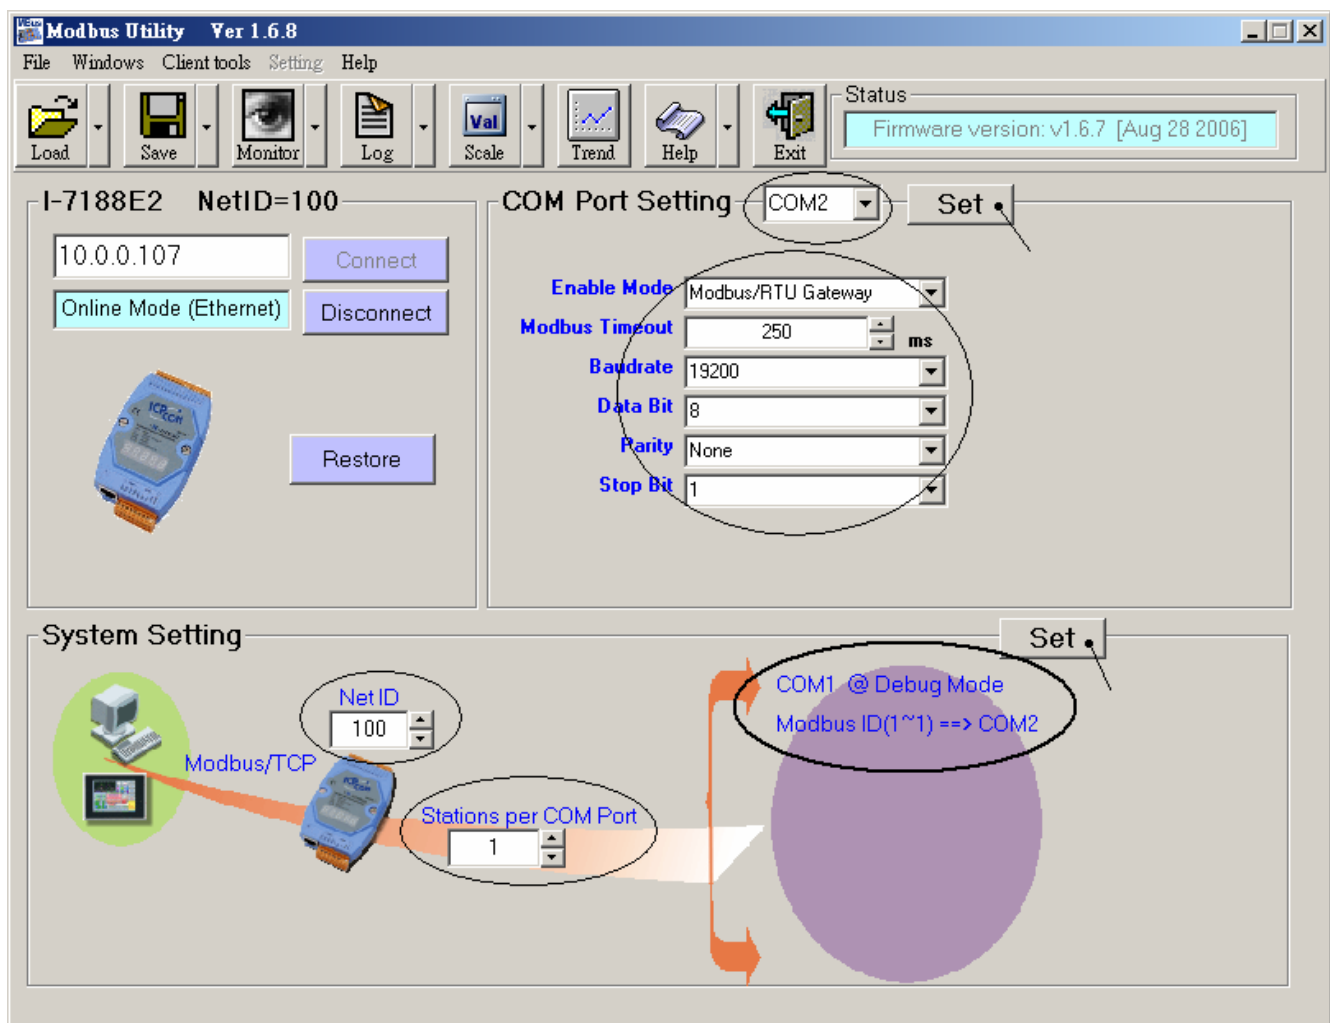 Modbus Utility Ver 1.6.8
File Windows Client tools Setting Help
Load Save Monitor Log Val Scale Trend Help Exit
Status
Firmware version: v1.6.7 [Aug 28 2006]
I-7188E2 NetID=100
10.0.0.107
Connect
Online Mode (Ethernet)
Disconnect
Restore
COM Port Setting COM2 Set
Enable Mode Modbus/RTU Gateway
Modbus Timeout 250 ms
Baudrate 19200
Data Bit 8
Parity None
Stop Bit 1
System Setting
Set
Net ID
100
Modbus/TCP
Stations per COM Port
1
COM1 @ Debug Mode
Modbus ID(1~1) ==> COM2